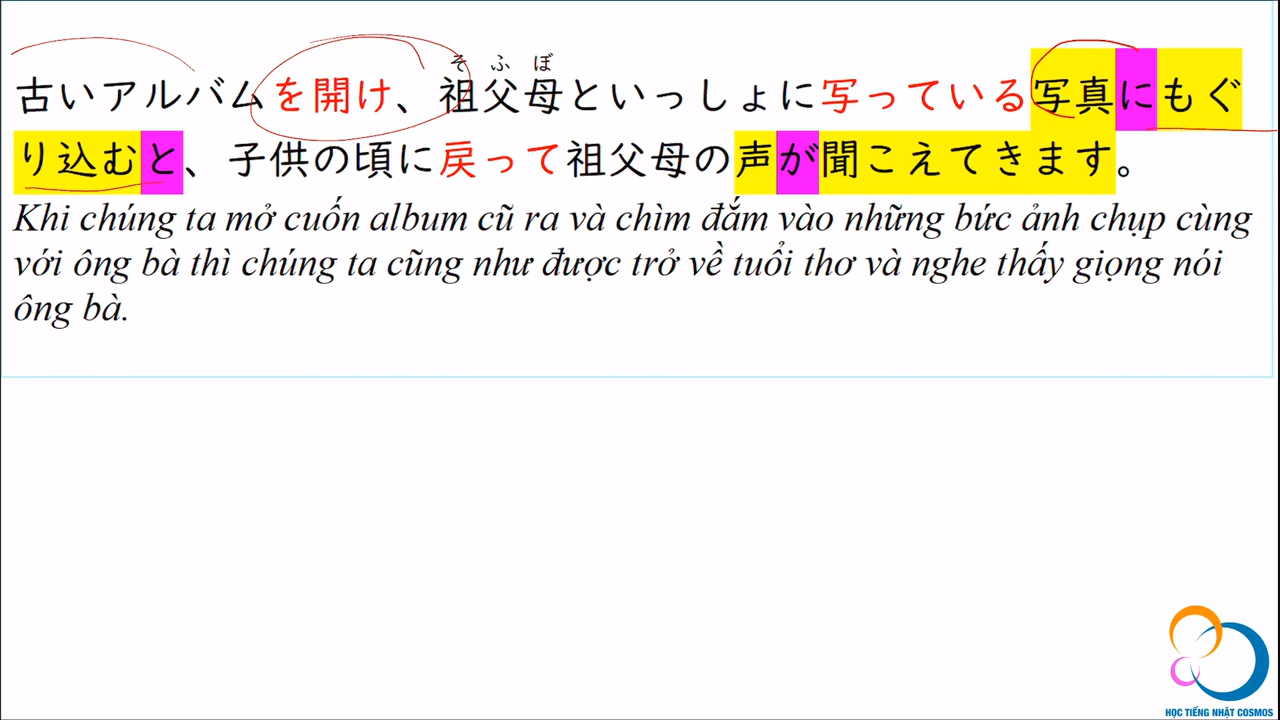 そふぼ
古いアルバムを開け、祖父母といっしょに写っている写真にもぐ
り込むと、子供の頃に戻って祖父母の声が聞こえてきます。
Khi chúng ta mở cuốn album cũ ra và chìm đắm vào những bức ảnh chụp cùng
với ông bà thì chúng ta cũng như được trở về tuổi thơ và nghe thấy giọng nói
ông bà.
HỌC TIẾNG NHẬT COSMOS